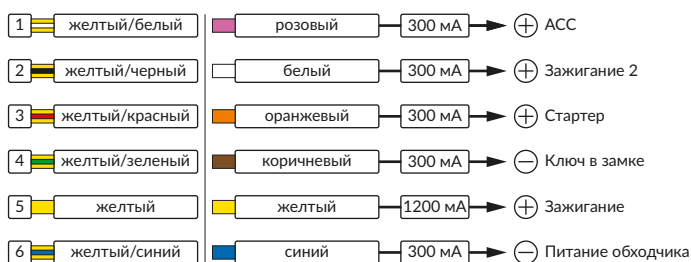 1 желтый/белый розовый 300 мА + АСС
2 желтый/черный белый 300 мА + Зажигание 2
3 желтый/красный оранжевый 300 мА + Стартер
4 желтый/зеленый коричневый 300 мА − Ключ в замке
5 желтый желтый 1200 мА + Зажигание
6 желтый/синий синий 300 мА − Питание обходчика